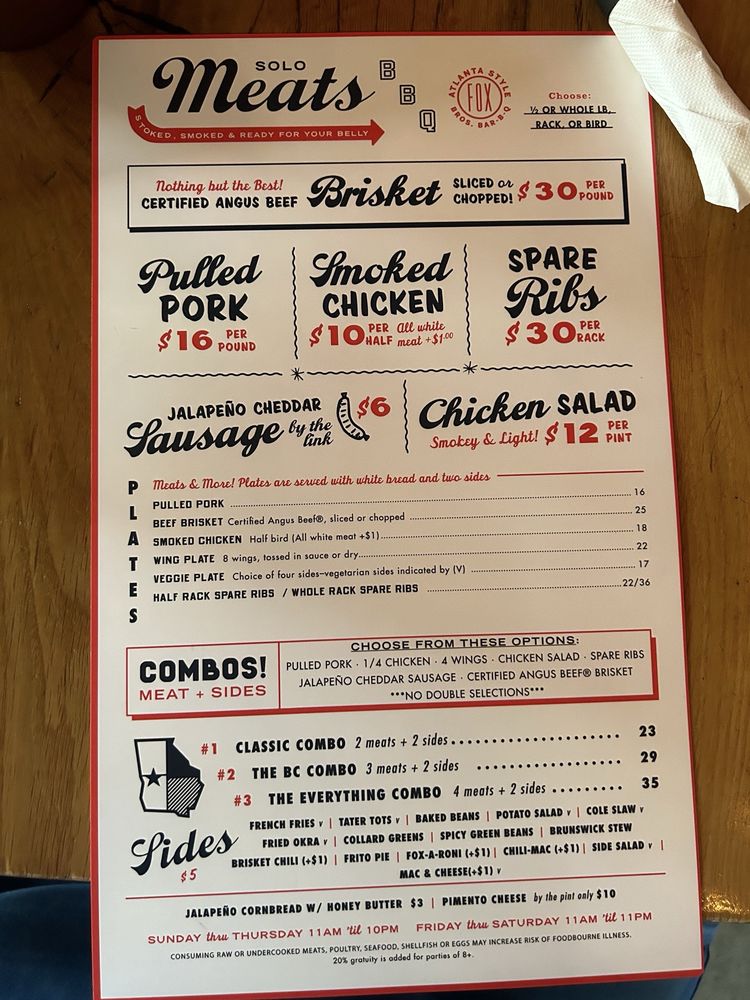 SOLO
Meats
STOKED, SMOKED & READY FOR YOUR BELLY
BBQ
ATLANTA STYLE
FOX
BROS. BAR-B-Q
Choose:
½ OR WHOLE LB,
RACK, OR BIRD
Nothing but the Best!
CERTIFIED ANGUS BEEF
Brisket
SLICED or
CHOPPED!
$30 PER POUND
Pulled
PORK
$16 PER POUND
Smoked
CHICKEN
$10 PER HALF All white meat +$1.00
SPARE
Ribs
$30 PER RACK
JALAPEÑO CHEDDAR
Sausage by the link
$6
Chicken SALAD
Smokey & Light! $12 PER PINT
PLATES
Meats & More! Plates are served with white bread and two sides
PULLED PORK 16
BEEF BRISKET Certified Angus Beef®, sliced or chopped 25
SMOKED CHICKEN Half bird (All white meat +$1) 18
WING PLATE 8 wings, tossed in sauce or dry 22
VEGGIE PLATE Choice of four sides–vegetarian sides indicated by (V) 17
HALF RACK SPARE RIBS / WHOLE RACK SPARE RIBS 22/36
COMBOS!
MEAT + SIDES
CHOOSE FROM THESE OPTIONS:
PULLED PORK · 1/4 CHICKEN · 4 WINGS · CHICKEN SALAD · SPARE RIBS
JALAPEÑO CHEDDAR SAUSAGE · CERTIFIED ANGUS BEEF® BRISKET
***NO DOUBLE SELECTIONS***
#1 CLASSIC COMBO 2 meats + 2 sides 23
#2 THE BC COMBO 3 meats + 2 sides 29
#3 THE EVERYTHING COMBO 4 meats + 2 sides 35
Sides
$5
FRENCH FRIES v | TATER TOTS v | BAKED BEANS | POTATO SALAD v | COLE SLAW v
FRIED OKRA v | COLLARD GREENS | SPICY GREEN BEANS | BRUNSWICK STEW
BRISKET CHILI (+$1) | FRITO PIE | FOX-A-RONI (+$1) | CHILI-MAC (+$1) | SIDE SALAD v |
MAC & CHEESE(+$1) v
JALAPEÑO CORNBREAD W/ HONEY BUTTER $3 | PIMENTO CHEESE by the pint only $10
SUNDAY thru THURSDAY 11AM 'til 10PM FRIDAY thru SATURDAY 11AM 'til 11PM
CONSUMING RAW OR UNDERCOOKED MEATS, POULTRY, SEAFOOD, SHELLFISH OR EGGS MAY INCREASE RISK OF FOODBOURNE ILLNESS.
20% gratuity is added for parties of 8+.